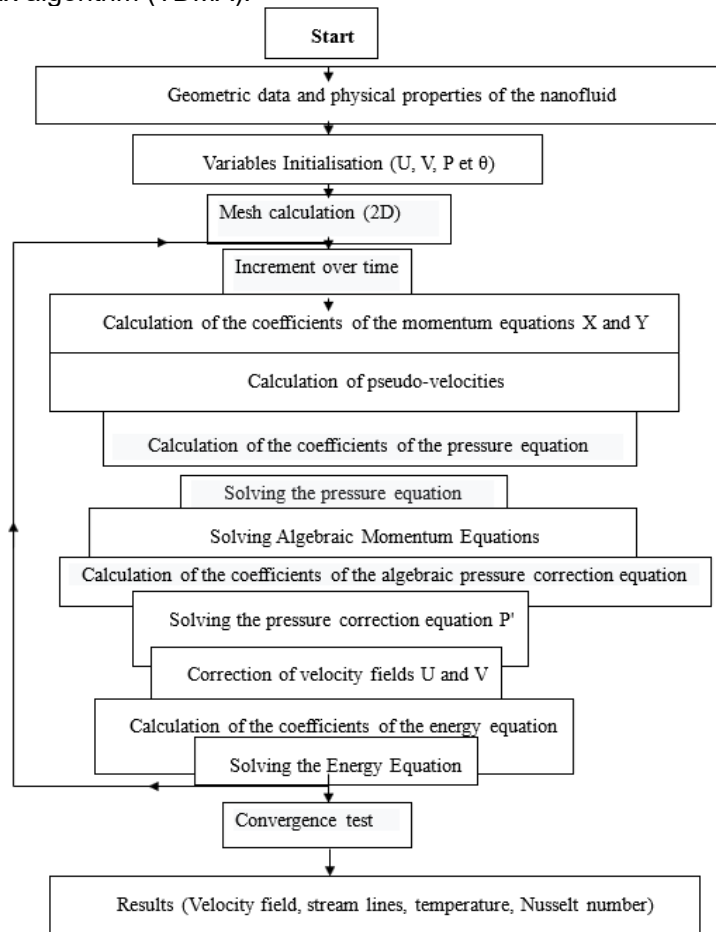 algorithm (TDMA).
Start
Geometric data and physical properties of the nanofluid
Variables Initialisation (U, V, P et θ)
Mesh calculation (2D)
Increment over time
Calculation of the coefficients of the momentum equations X and Y
Calculation of pseudo-velocities
Calculation of the coefficients of the pressure equation
Solving the pressure equation
Solving Algebraic Momentum Equations
Calculation of the coefficients of the algebraic pressure correction equation
Solving the pressure correction equation P'
Correction of velocity fields U and V
Calculation of the coefficients of the energy equation
Solving the Energy Equation
Convergence test
Results (Velocity field, stream lines, temperature, Nusselt number)